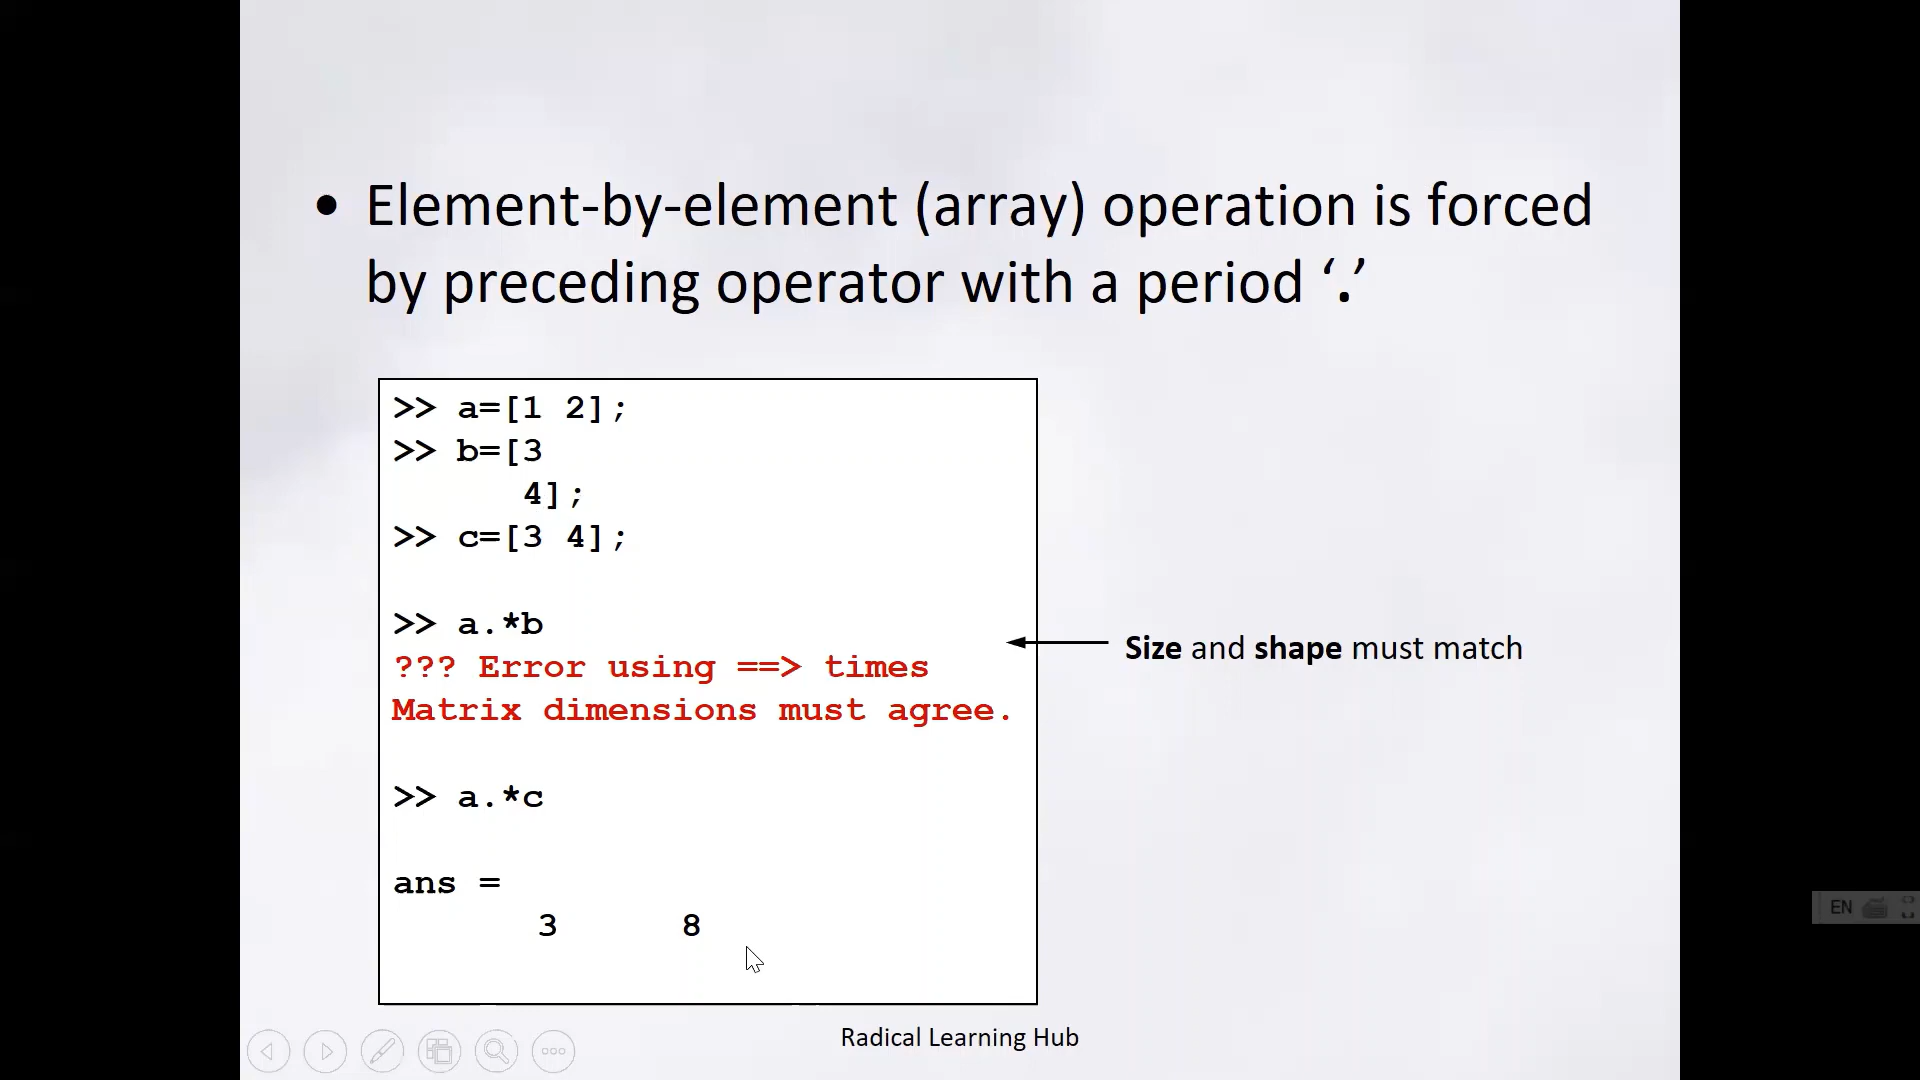 • Element-by-element (array) operation is forced
by preceding operator with a period ‘.’
>> a=[1 2];
>> b=[3
4];
>> c=[3 4];
>> a.*b
??? Error using ==> times
Matrix dimensions must agree.
Size and shape must match
>> a.*c
ans =
3 8
EN
Radical Learning Hub